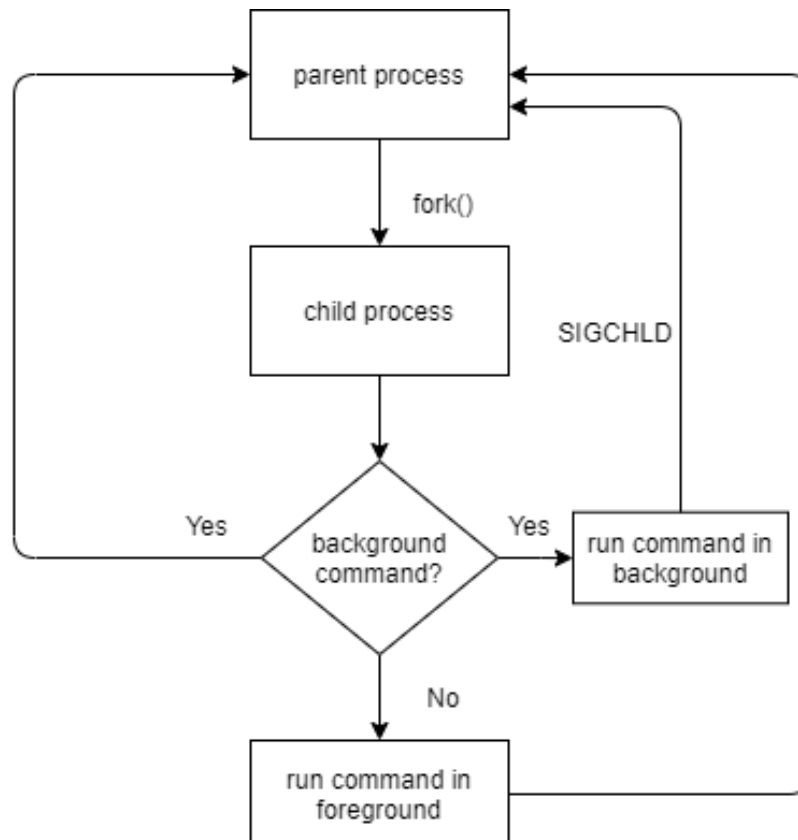 parent process
fork()
child process
SIGCHLD
Yes
background
command?
Yes
run command in
background
No
run command in
foreground